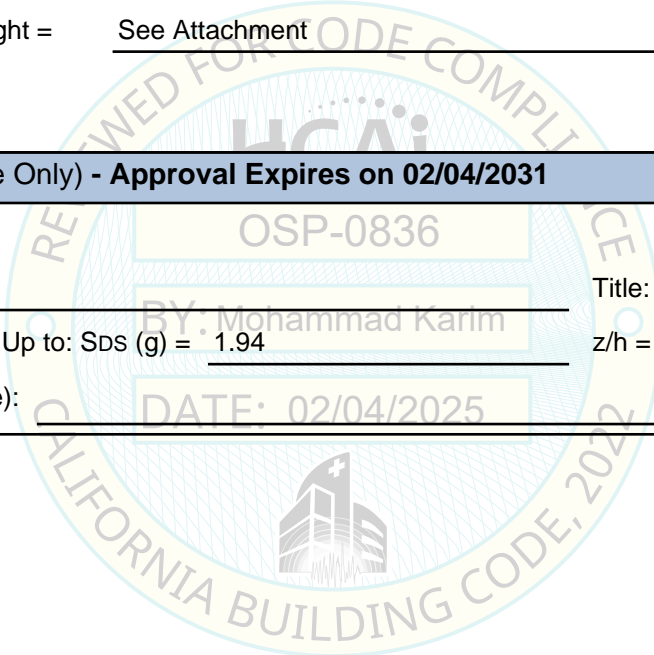 ght = See Attachment
REVIEWED FOR CODE COMPLIANCE
HCAi
e Only) - Approval Expires on 02/04/2031
OSP-0836
Title:
BY: Mohammad Karim
Up to: SDS (g) = 1.94 z/h =
e):
DATE: 02/04/2025
CALIFORNIA BUILDING CODE, 2022